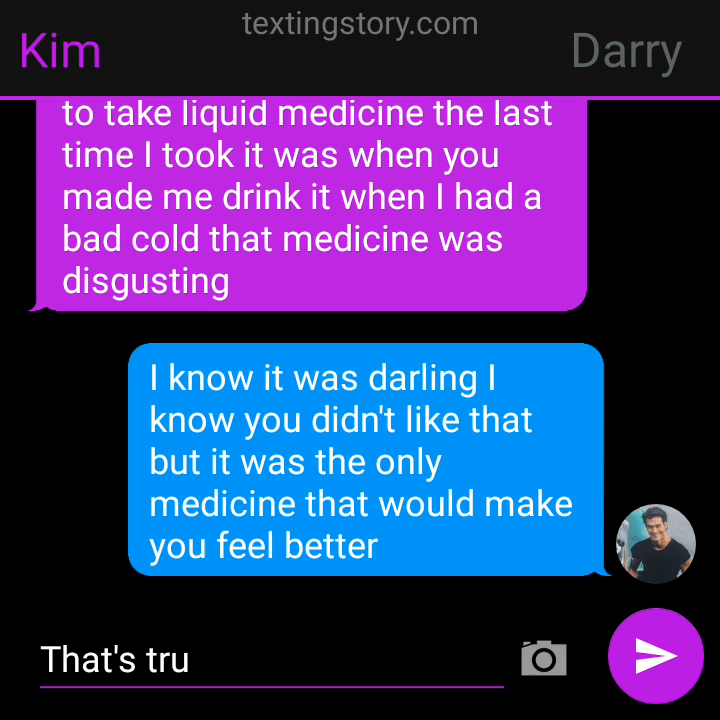 textingstory.com
Kim
Darry
to take liquid medicine the last
time I took it was when you
made me drink it when I had a
bad cold that medicine was
disgusting
I know it was darling I
know you didn't like that
but it was the only
medicine that would make
you feel better
That's tru